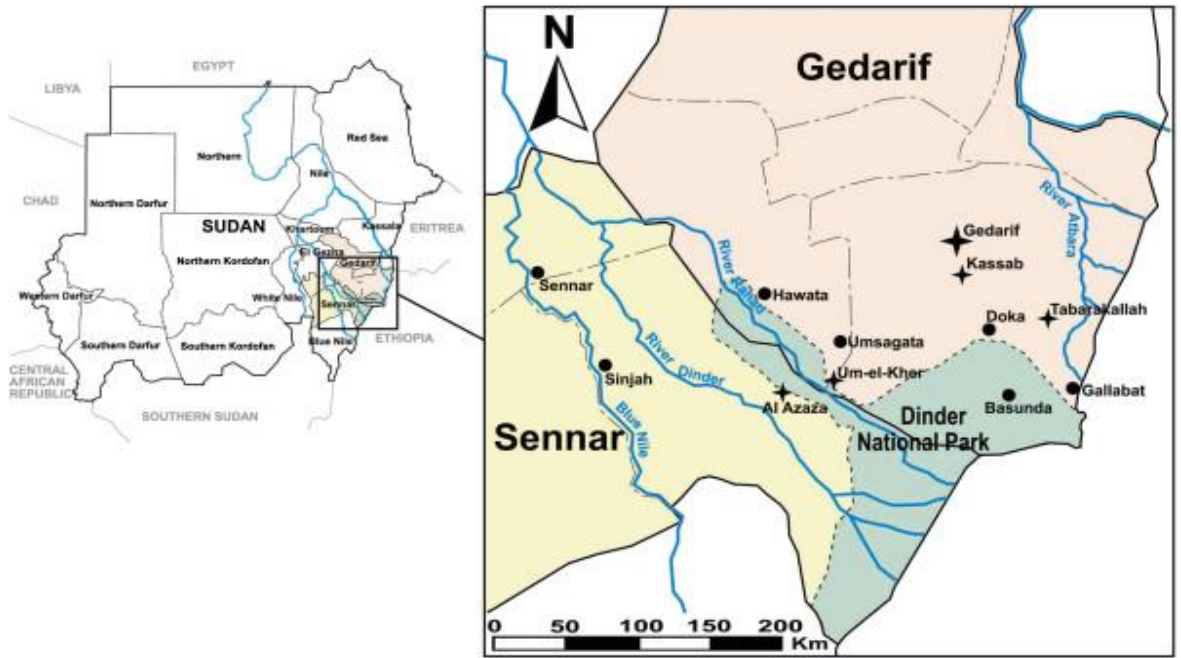 EGYPT
LIBYA
Red Sea
Northern
Nile
CHAD
Northern Darfur
SUDAN
Khartoum
Kassala
ERITREA
El Gezira
Northern Kordofan
Gedarif
Western Darfur
White Nile
Sennar
Southern Darfur
Southern Kordofan
Blue Nile
ETHIOPIA
CENTRAL
AFRICAN
REPUBLIC
SOUTHERN SUDAN
N
Gedarif
River Atbara
Gedarif
Kassab
River Rahad
Sennar
Hawata
Tabarakallah
Doka
Umsagata
River Dinder
Sinjah
Um-el-Kher
Gallabat
Al Azaza
Basunda
Blue Nile
Dinder
National Park
Sennar
0 50 100 150 200
Km